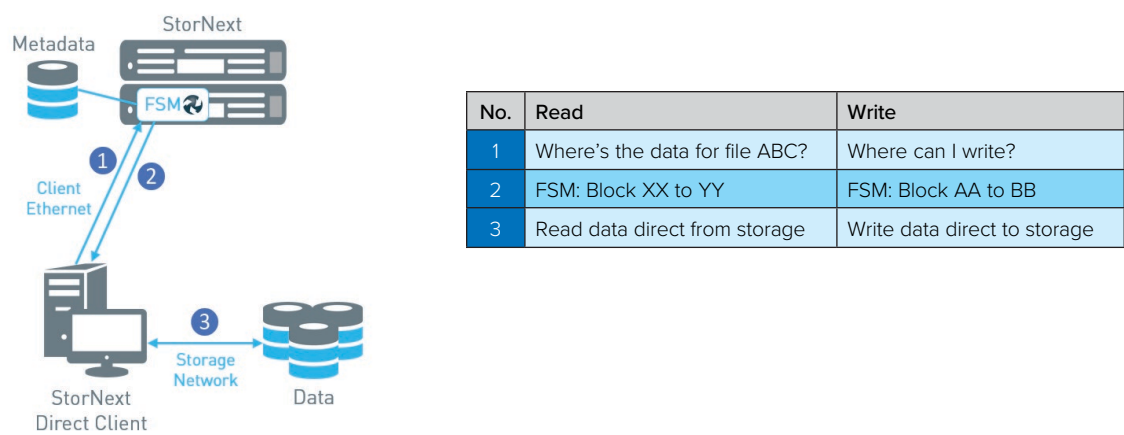 StorNext
Metadata
FSM
1
2
Client
Ethernet
3
Storage
Network
StorNext
Direct Client
Data
No. Read Write
1 Where's the data for file ABC? Where can I write?
2 FSM: Block XX to YY FSM: Block AA to BB
3 Read data direct from storage Write data direct to storage